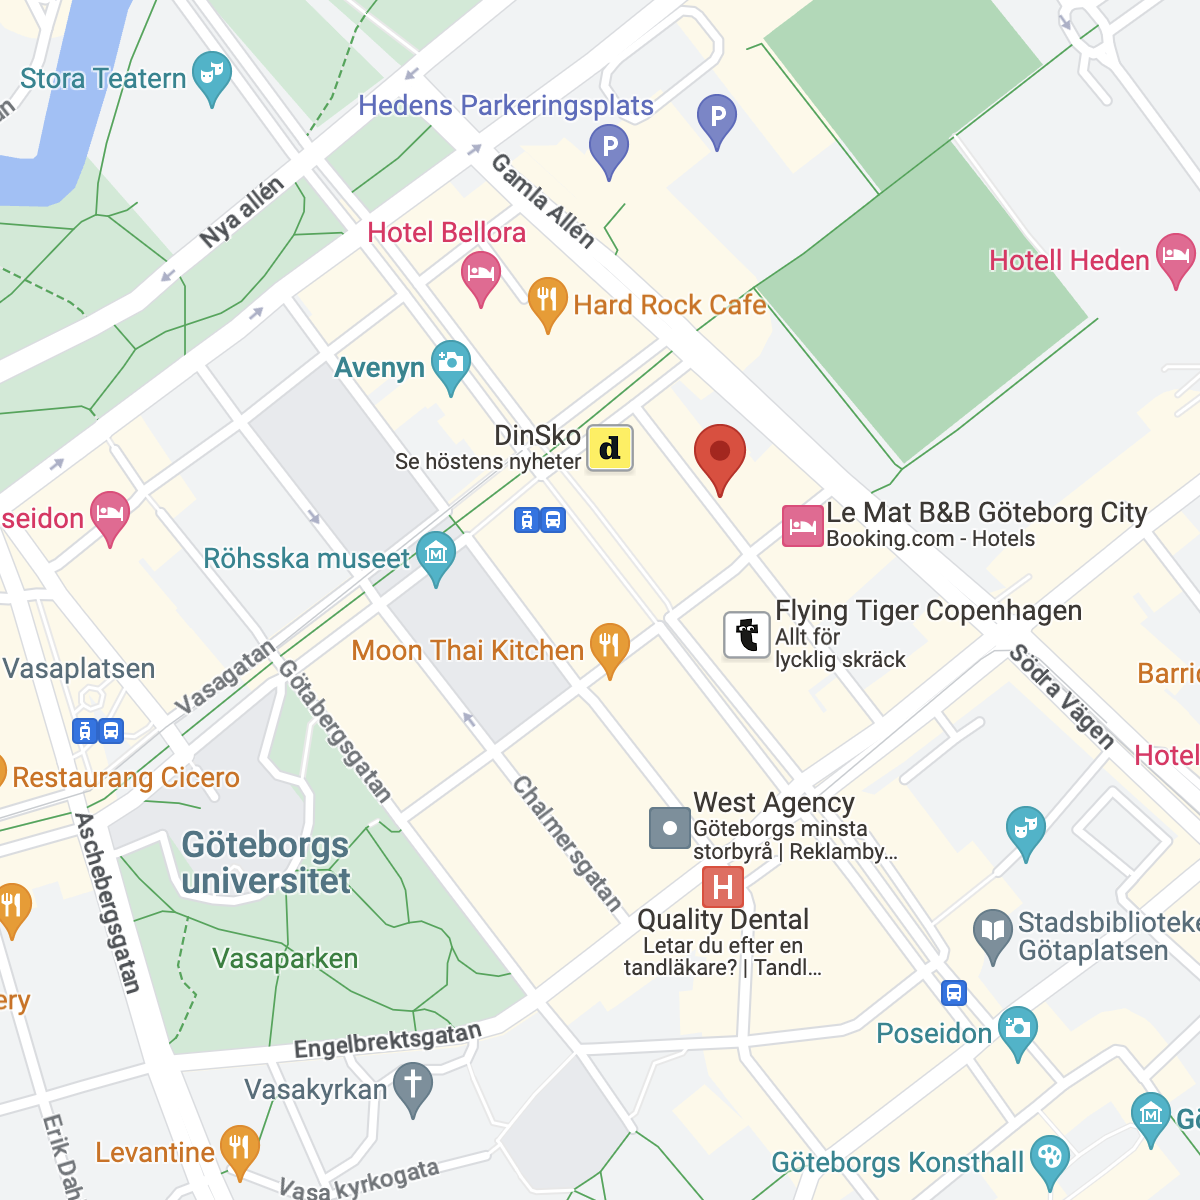 Stora Teatern
Hedens Parkeringsplats
P
P
Nya allén
Gamla Allén
Hotel Bellora
Hotell Heden
Hard Rock Cafe
Avenyn
DinSko
Se höstens nyheter
d
seidon
Le Mat B&B Göteborg City
Booking.com - Hotels
Röhsska museet
M
Flying Tiger Copenhagen
Allt för
lycklig skräck
Moon Thai Kitchen
Vasaplatsen
Vasagatan
Götabergsgatan
Södra Vägen
Barric
Hotel
Restaurang Cicero
Chalmersgatan
West Agency
Göteborgs minsta
storbyrå | Reklamby...
Aschebergsgatan
Göteborgs
universitet
H
Quality Dental
Letar du efter en
tandläkare? | Tandl...
Stadsbiblioteke
Götaplatsen
Vasaparken
ery
Engelbrektsgatan
Poseidon
Vasakyrkan
M
Gö
Erik Dahl
Levantine
Göteborgs Konsthall
Vasa kyrkogata